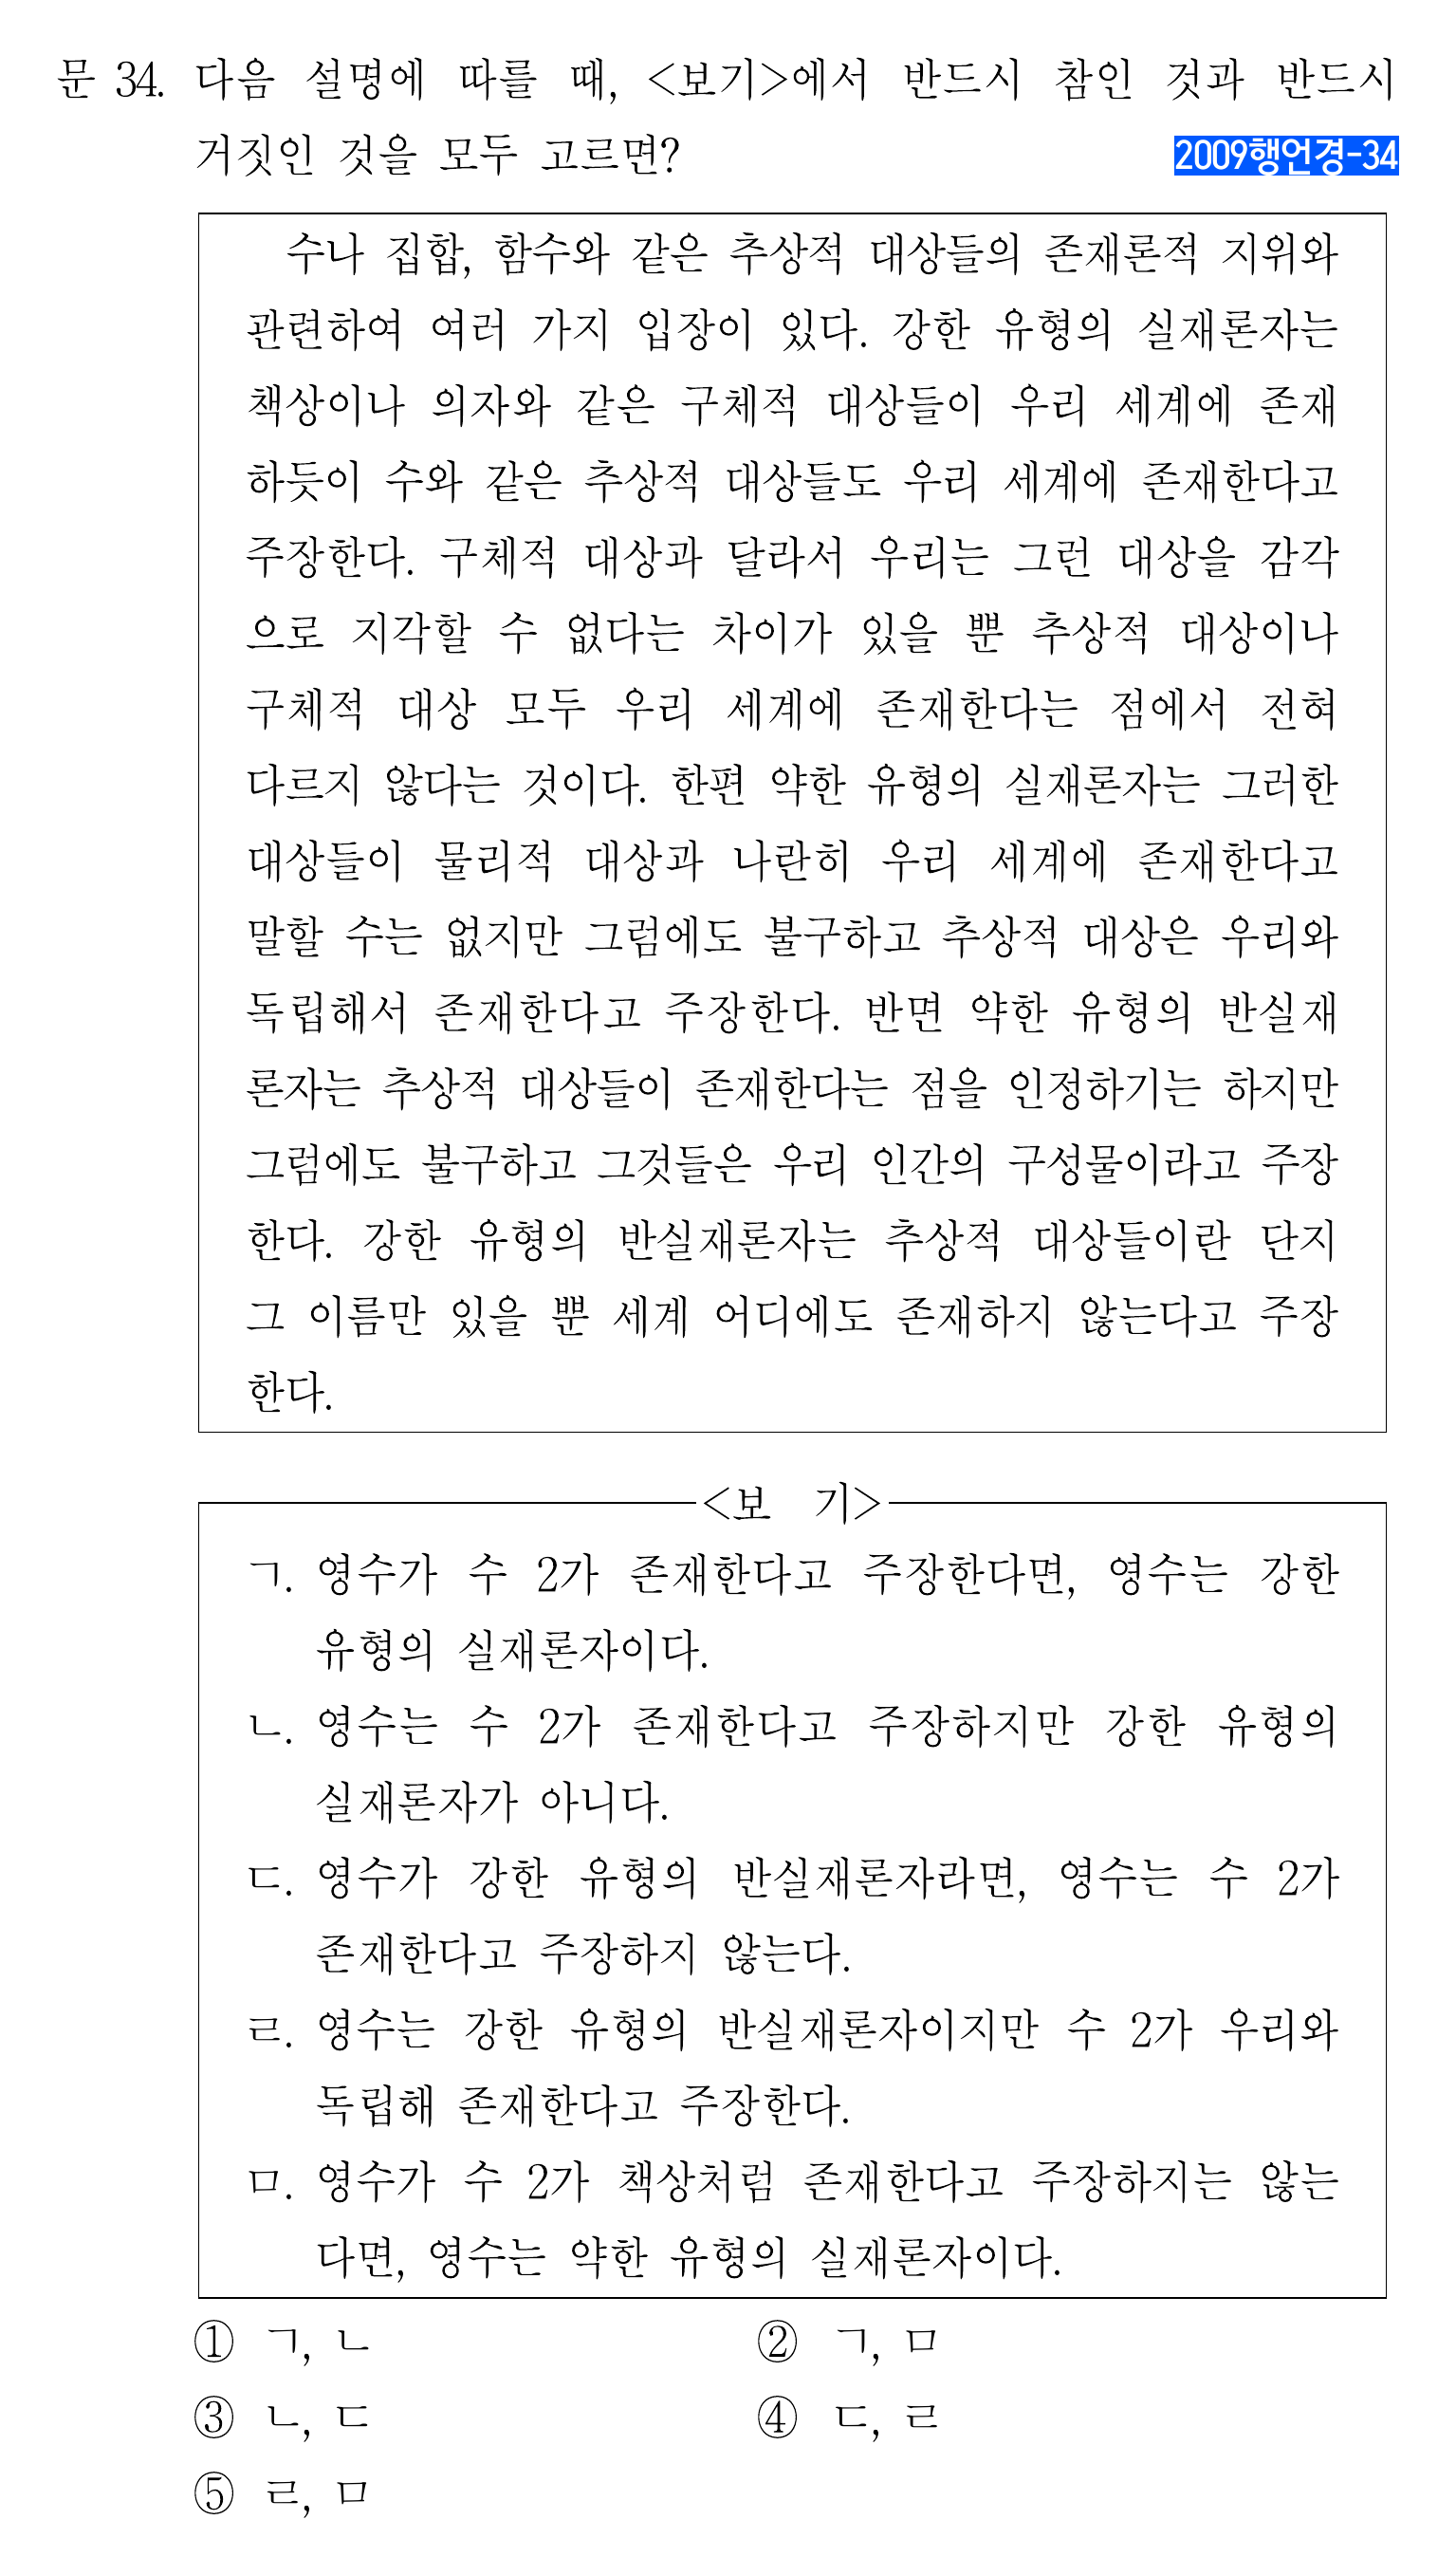 문 34. 다음 설명에 따를 때, <보기>에서 반드시 참인 것과 반드시
거짓인 것을 모두 고르면?
2009행언경-34
수나 집합, 함수와 같은 추상적 대상들의 존재론적 지위와
관련하여 여러 가지 입장이 있다. 강한 유형의 실재론자는
책상이나 의자와 같은 구체적 대상들이 우리 세계에 존재
하듯이 수와 같은 추상적 대상들도 우리 세계에 존재한다고
주장한다. 구체적 대상과 달라서 우리는 그런 대상을 감각
으로 지각할 수 없다는 차이가 있을 뿐 추상적 대상이나
구체적 대상 모두 우리 세계에 존재한다는 점에서 전혀
다르지 않다는 것이다. 한편 약한 유형의 실재론자는 그러한
대상들이 물리적 대상과 나란히 우리 세계에 존재한다고
말할 수는 없지만 그럼에도 불구하고 추상적 대상은 우리와
독립해서 존재한다고 주장한다. 반면 약한 유형의 반실재
론자는 추상적 대상들이 존재한다는 점을 인정하기는 하지만
그럼에도 불구하고 그것들은 우리 인간의 구성물이라고 주장
한다. 강한 유형의 반실재론자는 추상적 대상들이란 단지
그 이름만 있을 뿐 세계 어디에도 존재하지 않는다고 주장
한다.
<보 기>
ㄱ. 영수가 수 2가 존재한다고 주장한다면, 영수는 강한
유형의 실재론자이다.
ㄴ. 영수는 수 2가 존재한다고 주장하지만 강한 유형의
실재론자가 아니다.
ㄷ. 영수가 강한 유형의 반실재론자라면, 영수는 수 2가
존재한다고 주장하지 않는다.
ㄹ. 영수는 강한 유형의 반실재론자이지만 수 2가 우리와
독립해 존재한다고 주장한다.
ㅁ. 영수가 수 2가 책상처럼 존재한다고 주장하지는 않는
다면, 영수는 약한 유형의 실재론자이다.
① ㄱ, ㄴ ② ㄱ, ㅁ
③ ㄴ, ㄷ ④ ㄷ, ㄹ
⑤ ㄹ, ㅁ